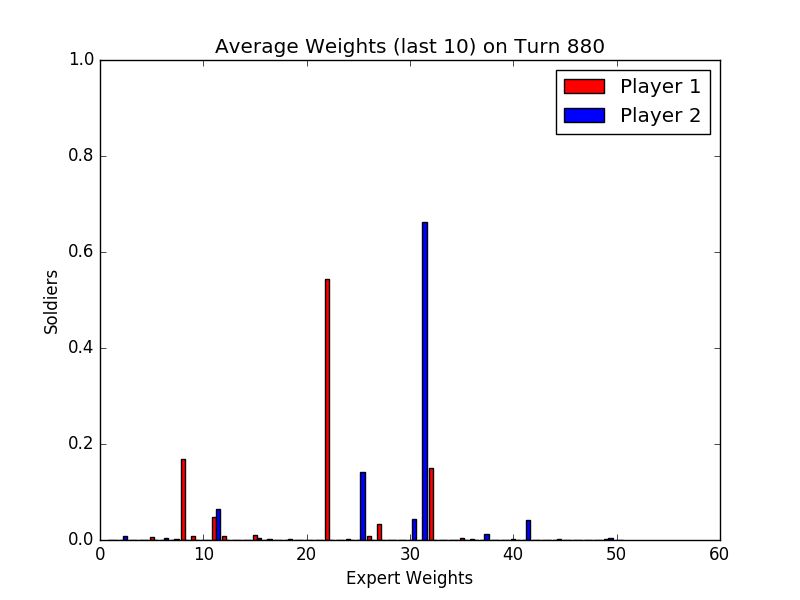 Average Weights (last 10) on Turn 880
1.0
Player 1
Player 2
0.8
0.6
Soldiers
0.4
0.2
0.0
0 10 20 30 40 50 60
Expert Weights